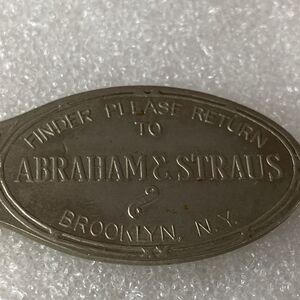 FINDER PLEASE RETURN
TO
ABRAHAM & STRAUS
BROOKLYN, N.Y.